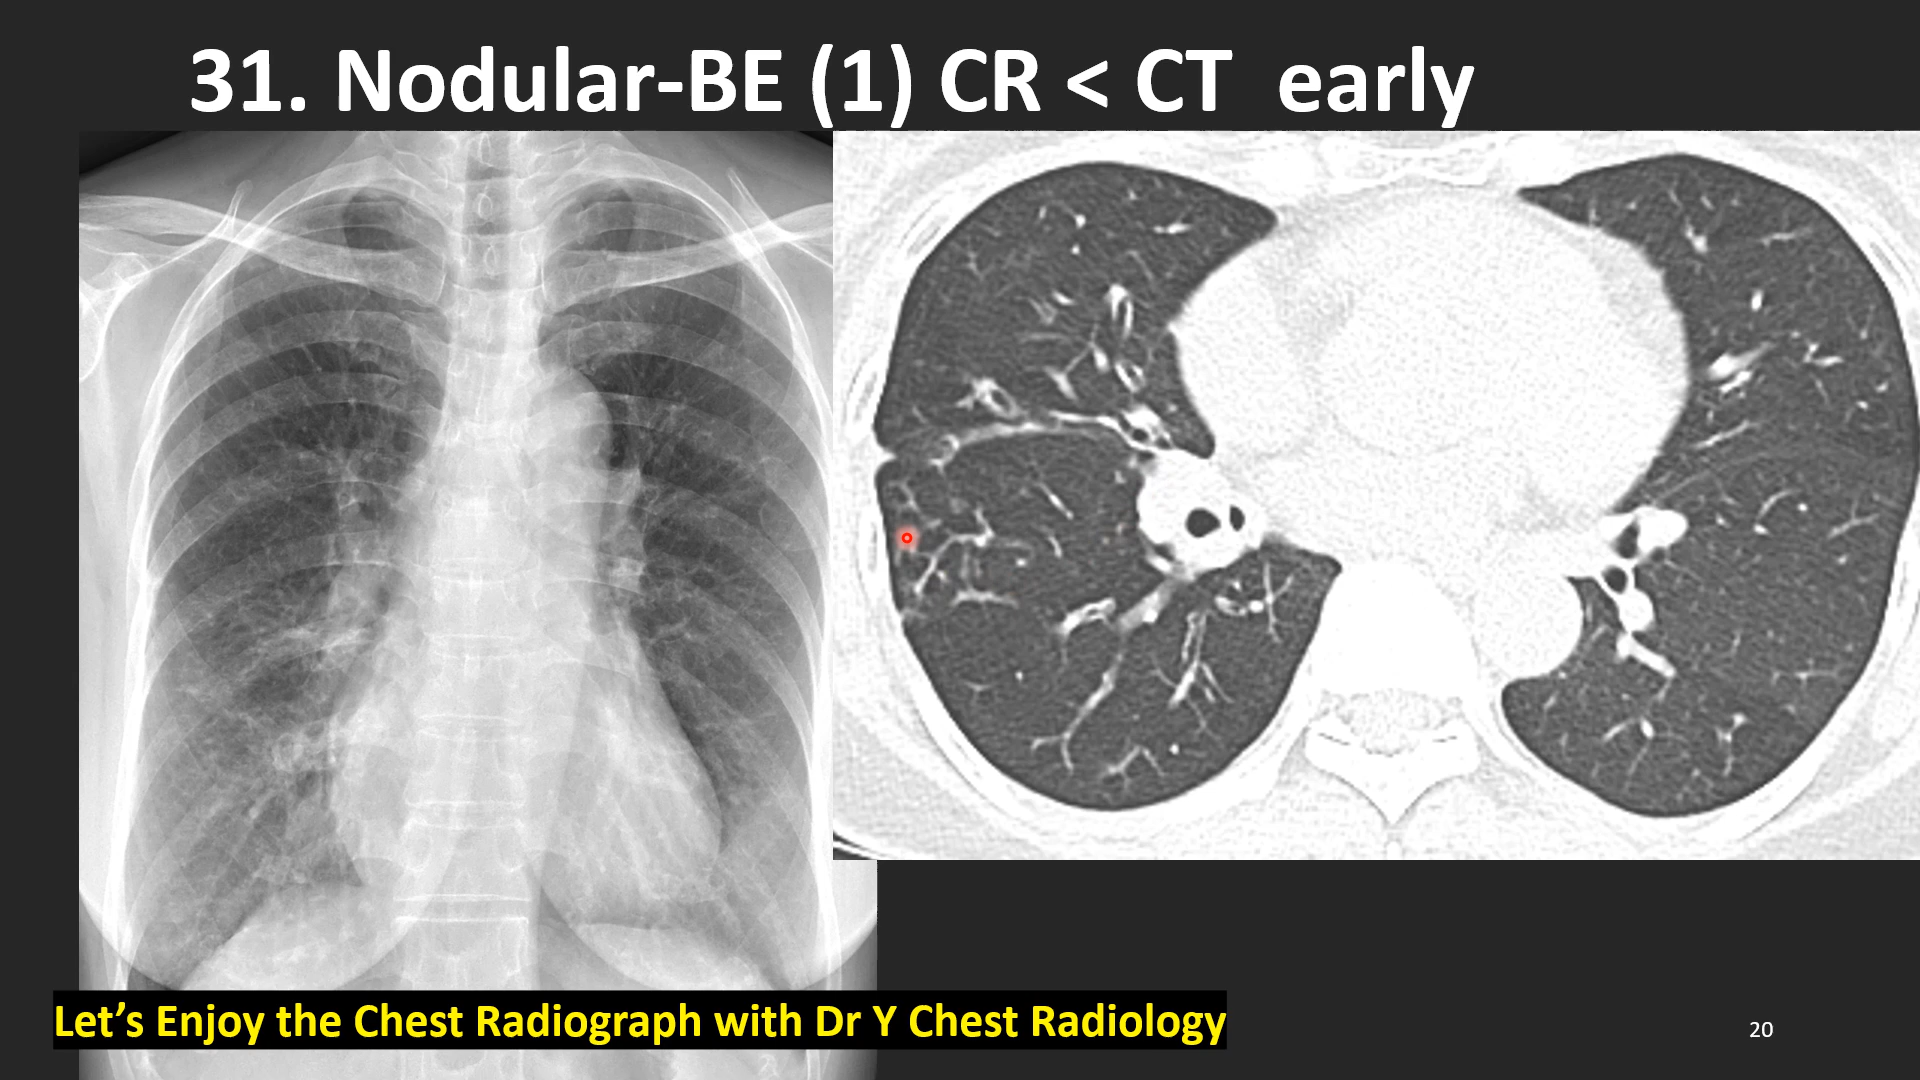 31. Nodular-BE (1) CR < CT  early
Let’s Enjoy the Chest Radiograph with Dr Y Chest Radiology
20